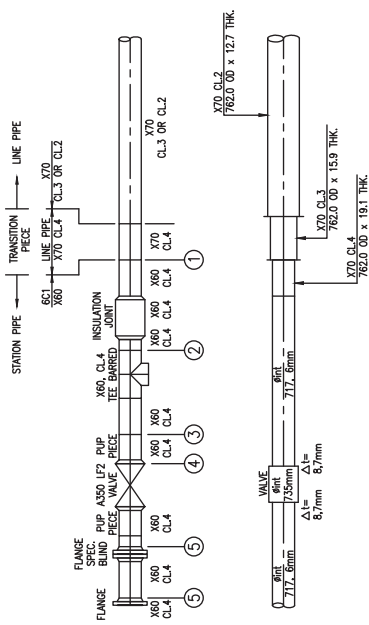 STATION PIPE
TRANSITION
PIECE
LINE PIPE
6C1
X60
LINE PIPE
X70 CL.4
X70
CL.3 OR CL.2
FLANGE
FLANGE
SPEC.
BLIND
PUP
PIECE
A350 LF2
VALVE
PUP
PIECE
X60, CL.4
TEE BARRED
INSULATION
JOINT
X60
CL.4
X60
CL.4
X60
CL.4
X60
CL.4
X60
CL.4
X60
CL.4
X60
CL.4
X60
CL.4
X70
CL.4
X70
CL.3 OR CL.2
5
5
4
3
2
1
X70 CL.2
762.0 OD x 12.7 THK.
VALVE
øint
717.6mm
øint
735mm
øint
717.6mm
Δt=
8,7mm
Δt=
8,7mm
X70 CL.3
762.0 OD x 15.9 THK.
X70 CL.4
762.0 OD x 19.1 THK.